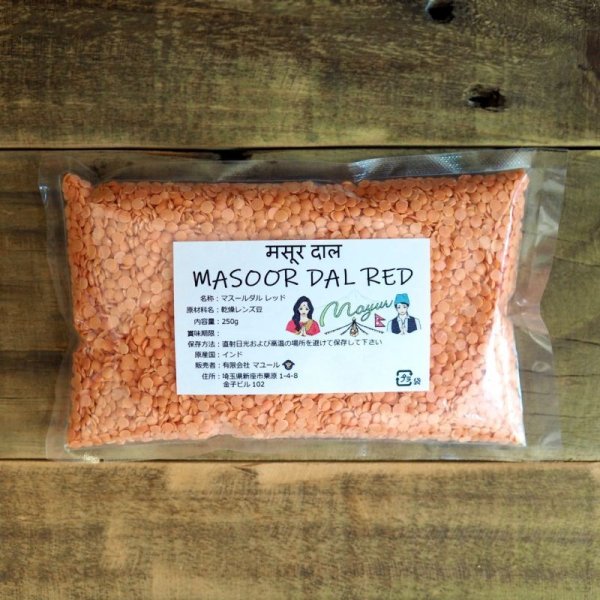 मसूर दाल
MASOOR DAL RED
名称：マスールダル レッド
原材料名：乾燥レンズ豆
内容量：250g
賞味期限：
保存方法：直射日光および高温の場所を避けて保存して下さい
原産国：インド
販売者：有限会社 マユール
住所：埼玉県新座市栗原 1-4-8
金子ビル 102
Mayur
プラ
袋